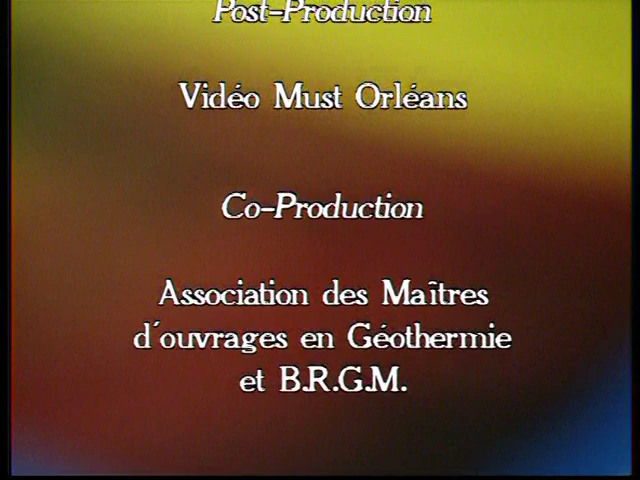 Post-Production
Vidéo Must Orléans
Co-Production
Association des Maîtres
d'ouvrages en Géothermie
et B.R.G.M.